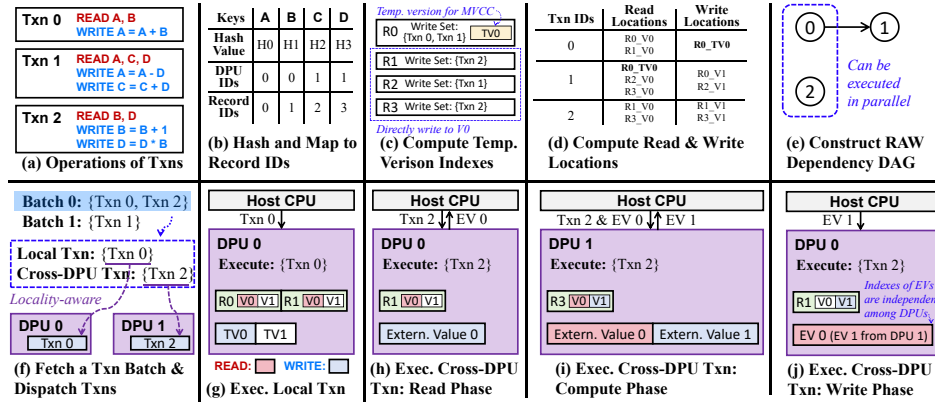 Txn 0
READ A, B
WRITE A = A + B
Txn 1
READ A, C, D
WRITE A = A - D
WRITE C = C + D
Txn 2
READ B, D
WRITE B = B + 1
WRITE D = D * B
(a) Operations of Txns
Keys A B C D
Hash Value H0 H1 H2 H3
DPU IDs 0 0 1 1
Record IDs 0 1 2 3
(b) Hash and Map to
Record IDs
Temp. version for MVCC
R0 Write Set: {Txn 0, Txn 1} TV0
R1 Write Set: {Txn 2}
R2 Write Set: {Txn 1}
R3 Write Set: {Txn 2}
Directly write to V0
(c) Compute Temp.
Verison Indexes
Txn IDs Read Locations Write Locations
0 R0_V0 R1_V0 R0_TV0
1 R0_TV0 R2_V0 R3_V0 R0_V1 R2_V1
2 R1_V0 R3_V0 R1_V1 R3_V1
(d) Compute Read & Write
Locations
0 1
2
Can be
executed
in parallel
(e) Construct RAW
Dependency DAG
Batch 0: {Txn 0, Txn 2}
Batch 1: {Txn 1}
Local Txn: {Txn 0}
Cross-DPU Txn: {Txn 2}
Locality-aware
DPU 0 DPU 1
Txn 0 Txn 2
(f) Fetch a Txn Batch &
Dispatch Txns
Host CPU
Txn 0
DPU 0
Execute: {Txn 0}
R0 V0 V1 R1 V0 V1
TV0 TV1
READ: WRITE:
(g) Exec. Local Txn
Host CPU
Txn 2 EV 0
DPU 0
Execute: {Txn 2}
R1 V0 V1
Extern. Value 0
(h) Exec. Cross-DPU
Txn: Read Phase
Host CPU
Txn 2 & EV 0 EV 1
DPU 1
Execute: {Txn 2}
R3 V0 V1
Extern. Value 0 Extern. Value 1
(i) Exec. Cross-DPU Txn:
Compute Phase
Host CPU
EV 1
DPU 0
Execute: {Txn 2}
Indexes of EVs
are independent
among DPUs
R1 V0 V1
EV 0 (EV 1 from DPU 1)
(j) Exec. Cross-DPU
Txn: Write Phase